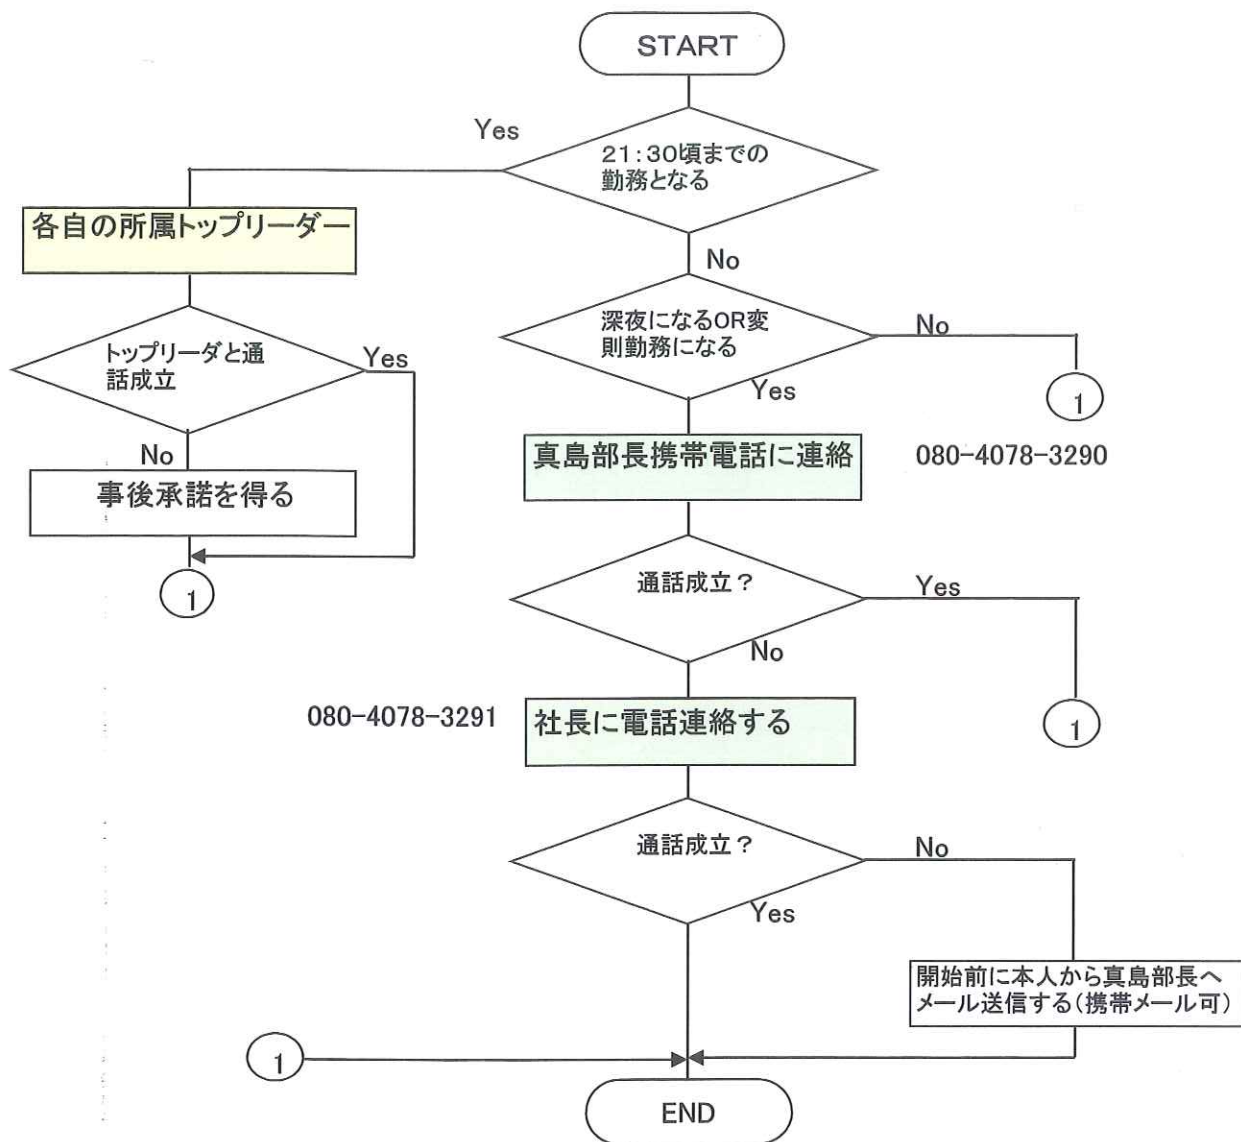 START
Yes
21：30頃までの
勤務となる
各自の所属トップリーダー
No
深夜になるOR変
則勤務になる
No
トップリーダと通
話成立
Yes
Yes
1
真島部長携帯電話に連絡
080-4078-3290
No
事後承諾を得る
1
通話成立？
Yes
No
080-4078-3291
社長に電話連絡する
1
通話成立？
No
Yes
開始前に本人から真島部長へ
メール送信する（携帯メール可）
1
END